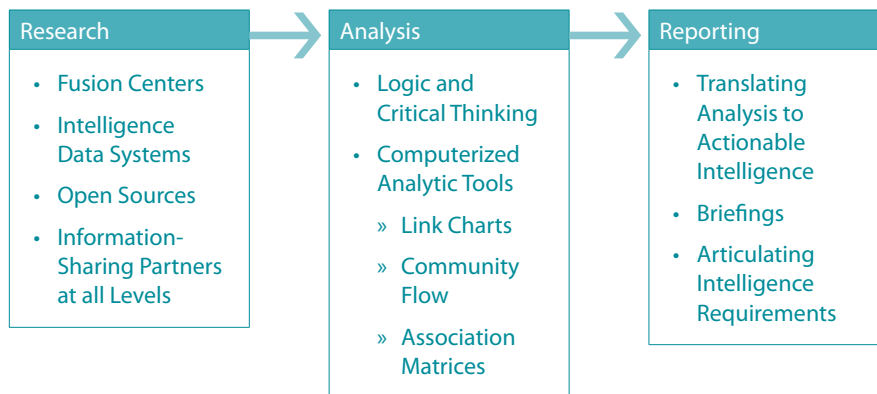 Research
• Fusion Centers
• Intelligence
Data Systems
• Open Sources
• Information-
Sharing Partners
at all Levels
Analysis
• Logic and
Critical Thinking
• Computerized
Analytic Tools
» Link Charts
» Community
Flow
» Association
Matrices
Reporting
• Translating
Analysis to
Actionable
Intelligence
• Briefings
• Articulating
Intelligence
Requirements